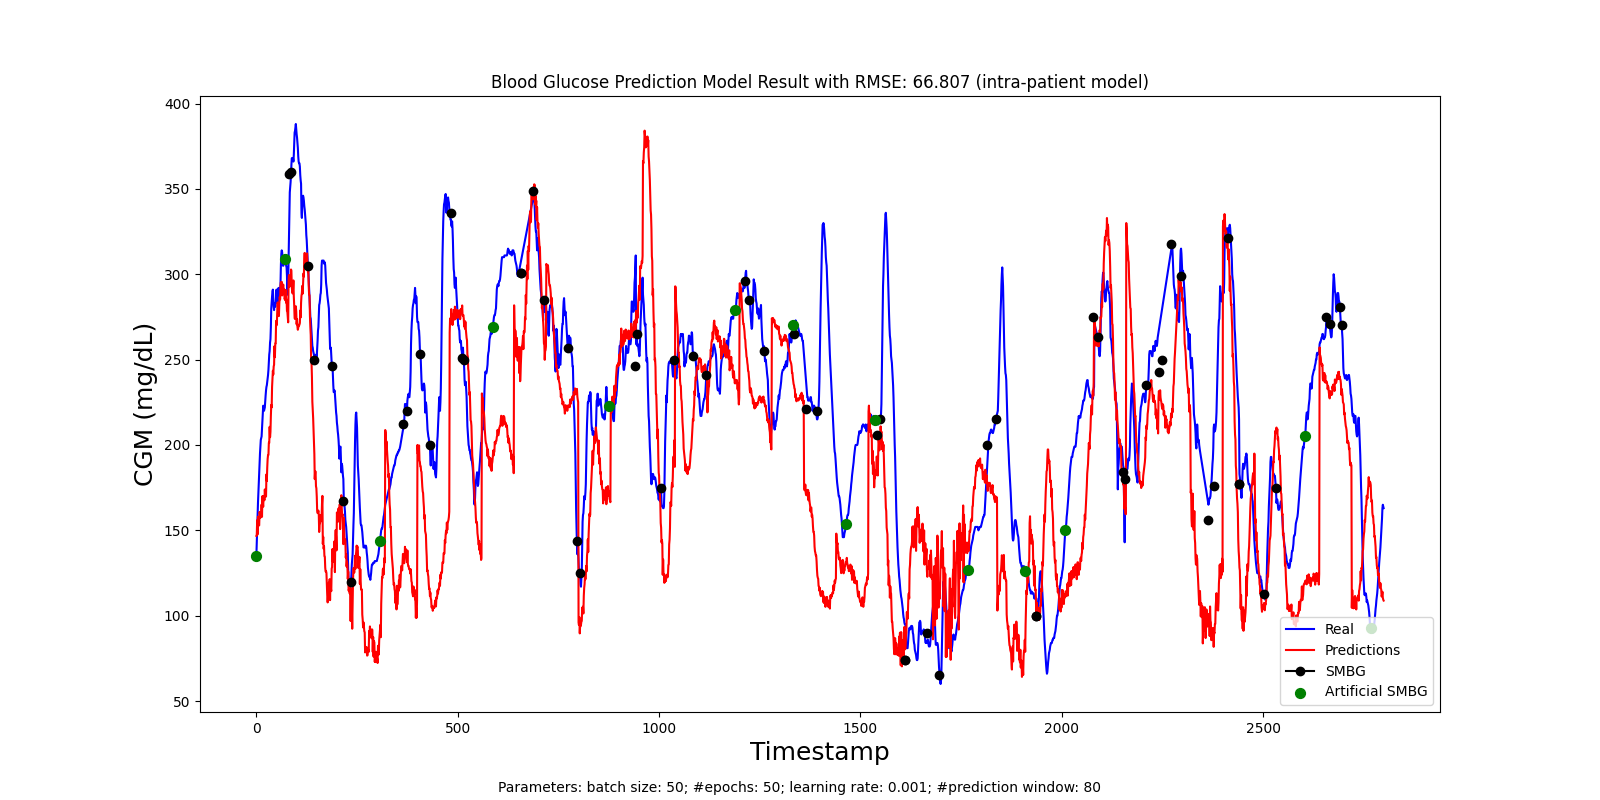 Blood Glucose Prediction Model Result with RMSE: 66.807 (intra-patient model)
CGM (mg/dL)
400
350
300
250
200
150
100
50
0
500
1000
1500
2000
2500
Timestamp
Real
Predictions
SMBG
Artificial SMBG
Parameters: batch size: 50; #epochs: 50; learning rate: 0.001; #prediction window: 80